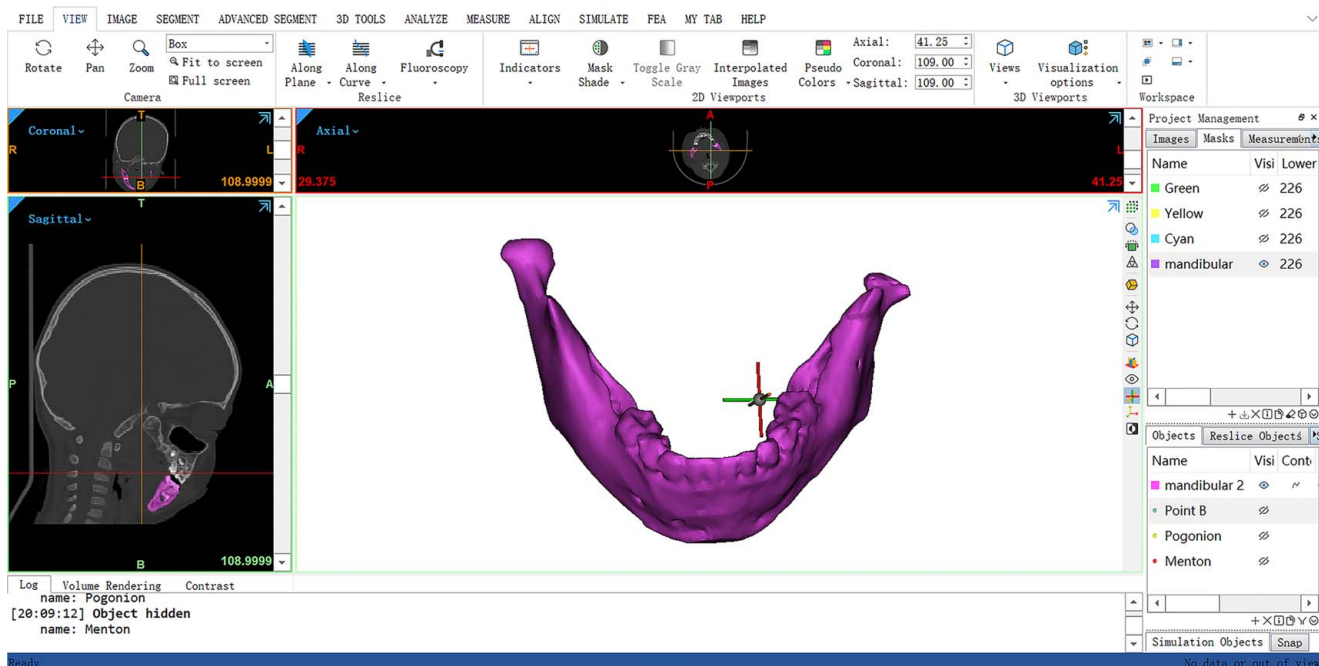 FILE VIEW IMAGE SEGMENT ADVANCED SEGMENT 3D TOOLS ANALYZE MEASURE ALIGN SIMULATE FEA MY TAB HELP
Rotate Pan Zoom
Box
Fit to screen
Full screen
Camera
Along Plane
Along Curve
Fluoroscopy
Reslice
Indicators
Mask Shade
Toggle Gray Scale
Interpolated Images
Pseudo Colors
Axial: 41.25
Coronal: 109.00
Sagittal: 109.00
2D Viewports
Views
Visualization options
3D Viewports
Workspace
Coronal
T
R
L
B
108.9999
Axial
A
R
L
P
29.375
41.25
Sagittal
T
P
A
B
108.9999
Project Management
Images Masks Measurements
Name Visi Lower
Green 226
Yellow 226
Cyan 226
mandibular 226
Objects Reslice Objects
Name Visi Cont
mandibular 2
Point B
Pogonion
Menton
Simulation Objects Snap
Log Volume Rendering Contrast
name: Pogonion
[20:09:12] Object hidden
name: Menton
Ready
No data or out of view